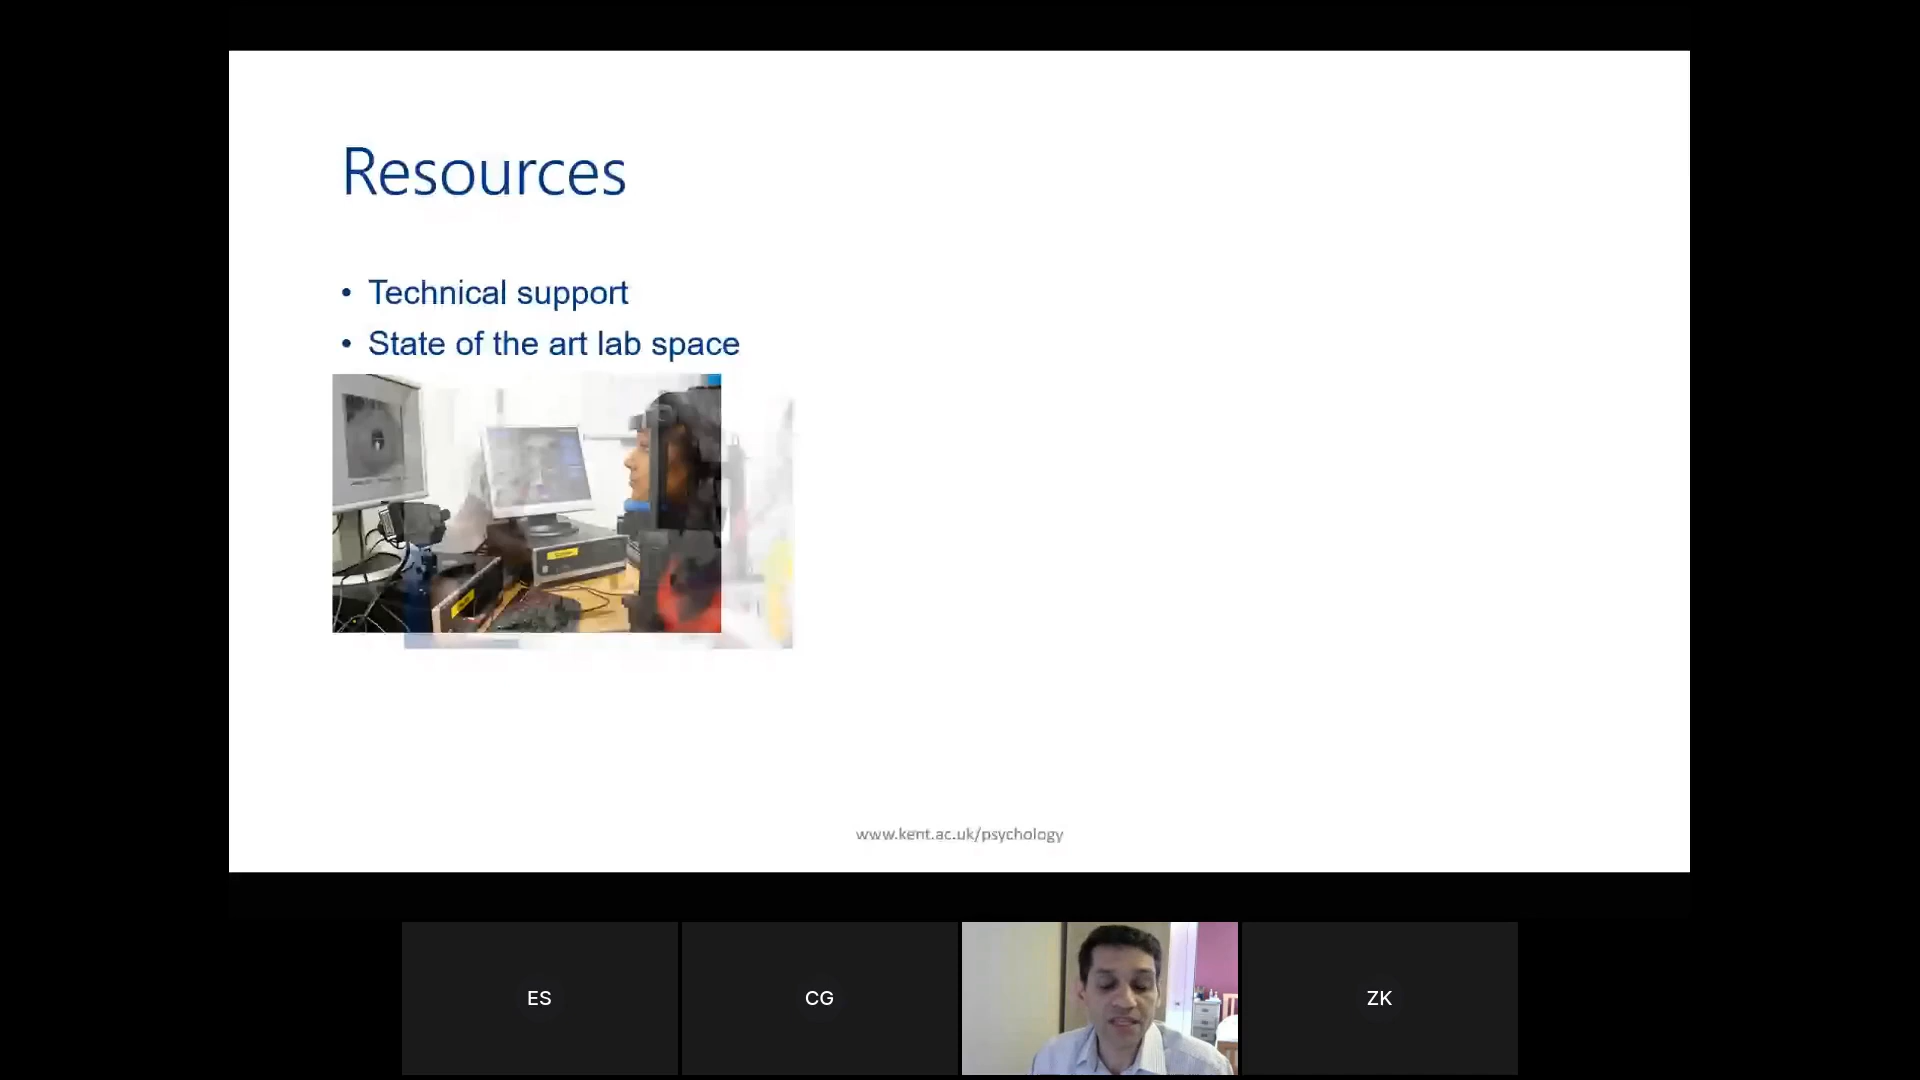 Resources
• Technical support
• State of the art lab space
www.kent.ac.uk/psychology
ES
CG
ZK